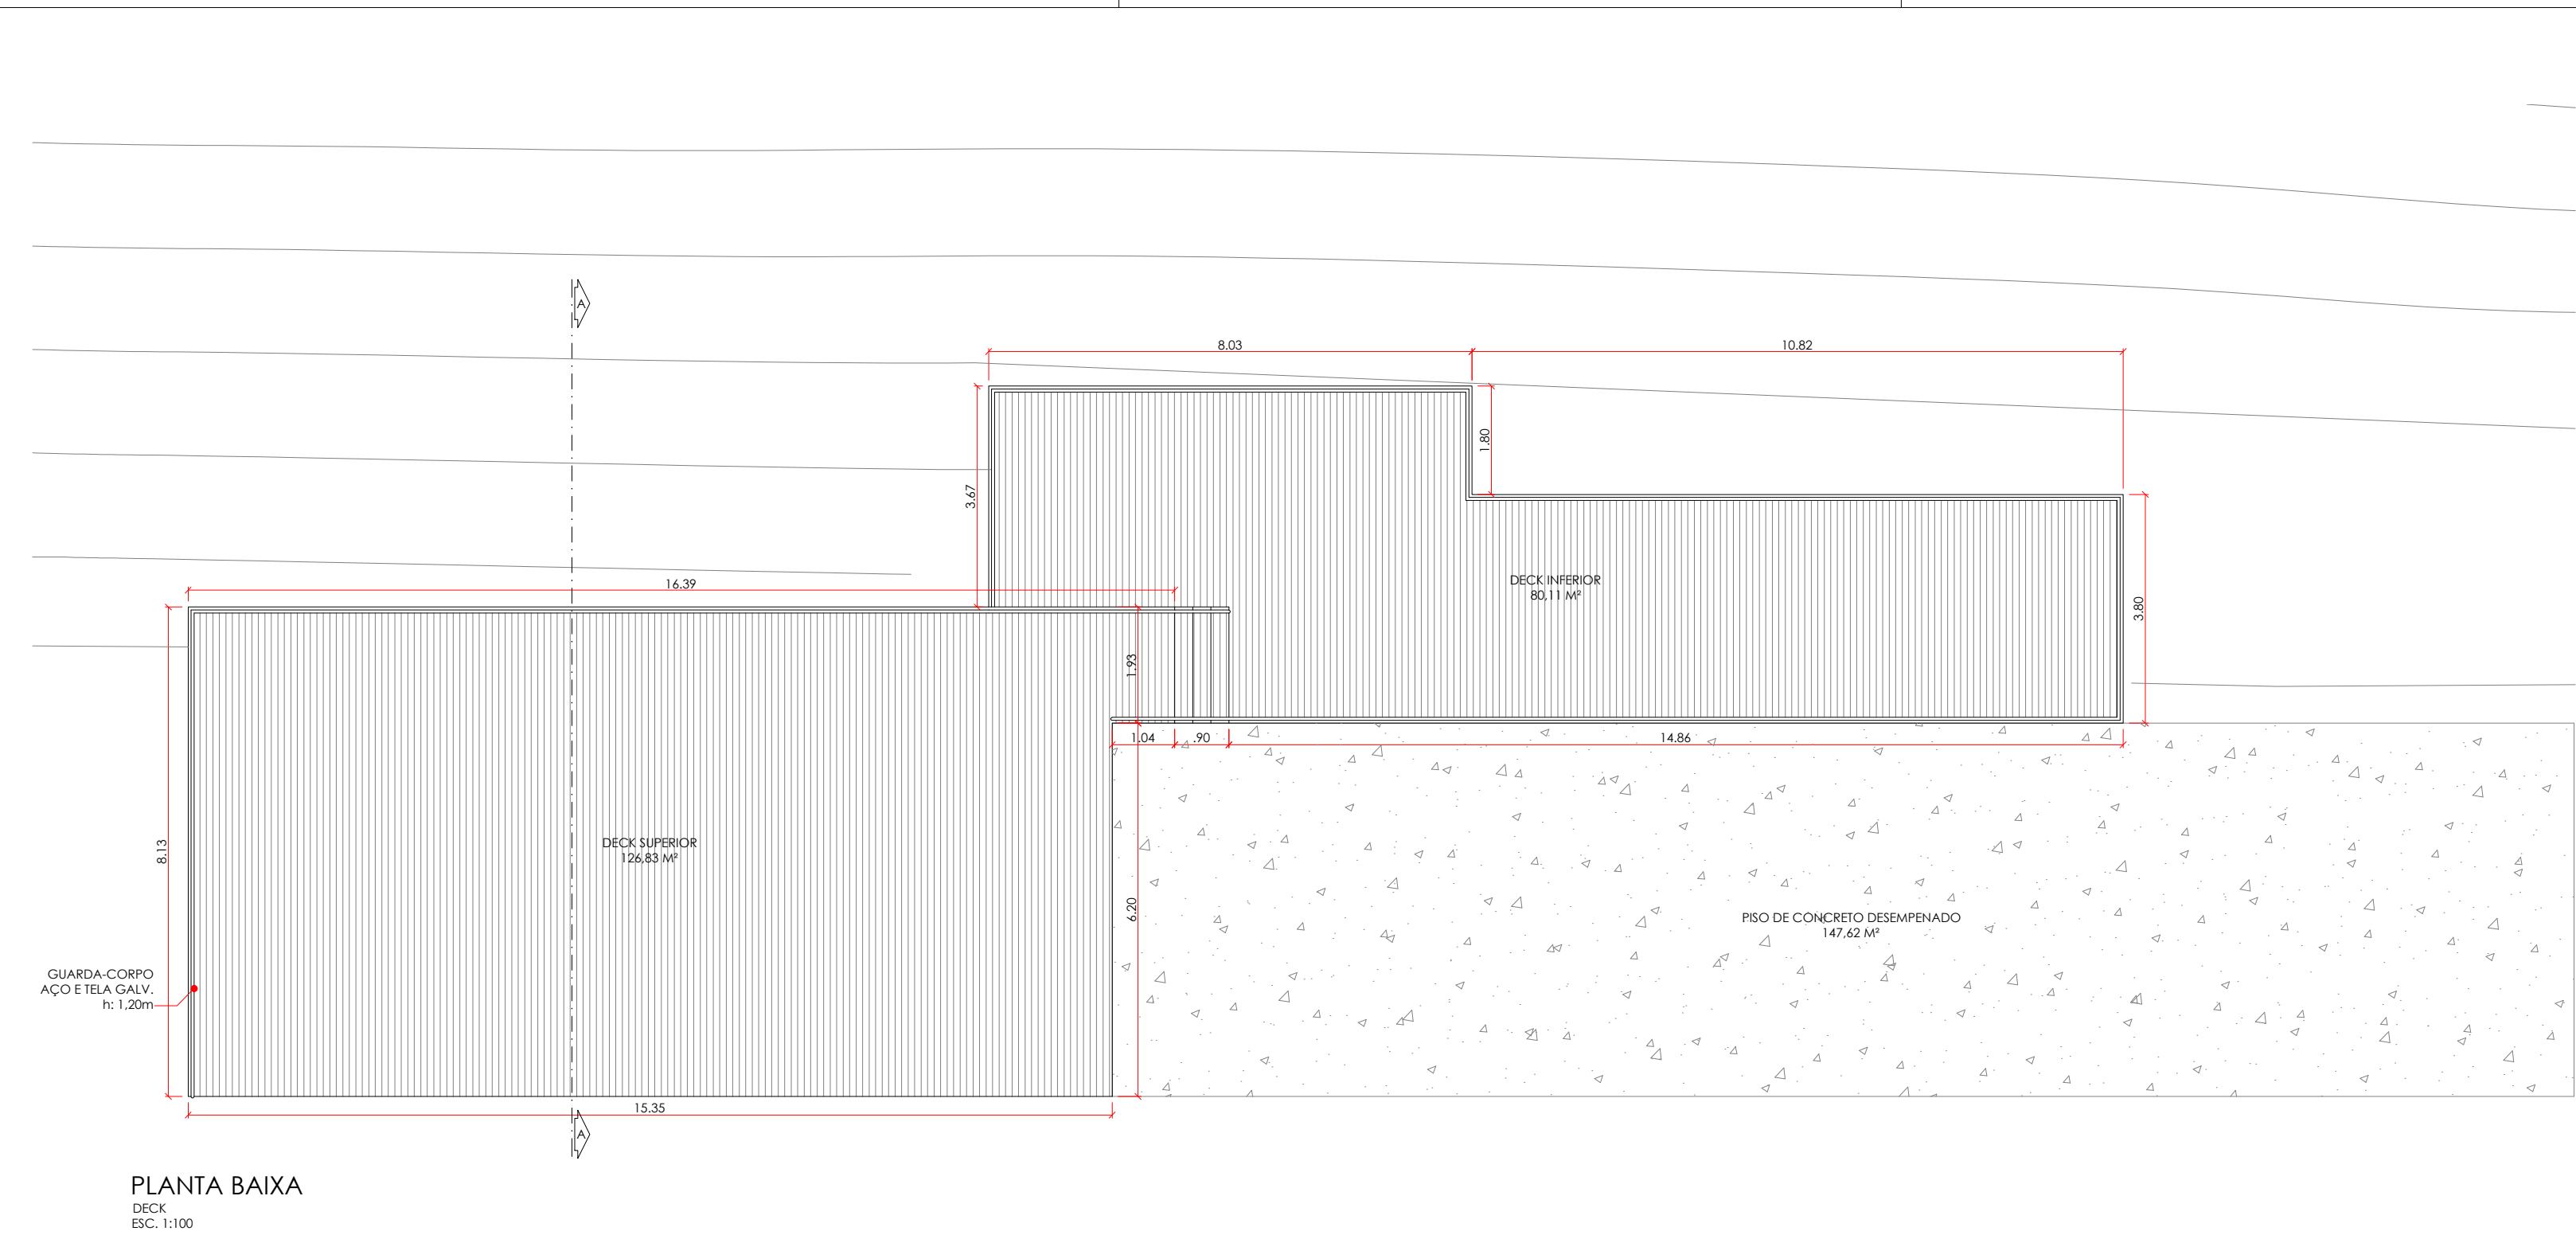 A
8.03
10.82
1.80
3.67
16.39
DECK INFERIOR
80,11 M²
3.80
1.93
1.04
.90
14.86
8.13
DECK SUPERIOR
126,83 M²
6.20
PISO DE CONCRETO DESEMPENADO
147,62 M²
GUARDA-CORPO
AÇO E TELA GALV.
h: 1,20m
15.35
A
PLANTA BAIXA
DECK
ESC. 1:100